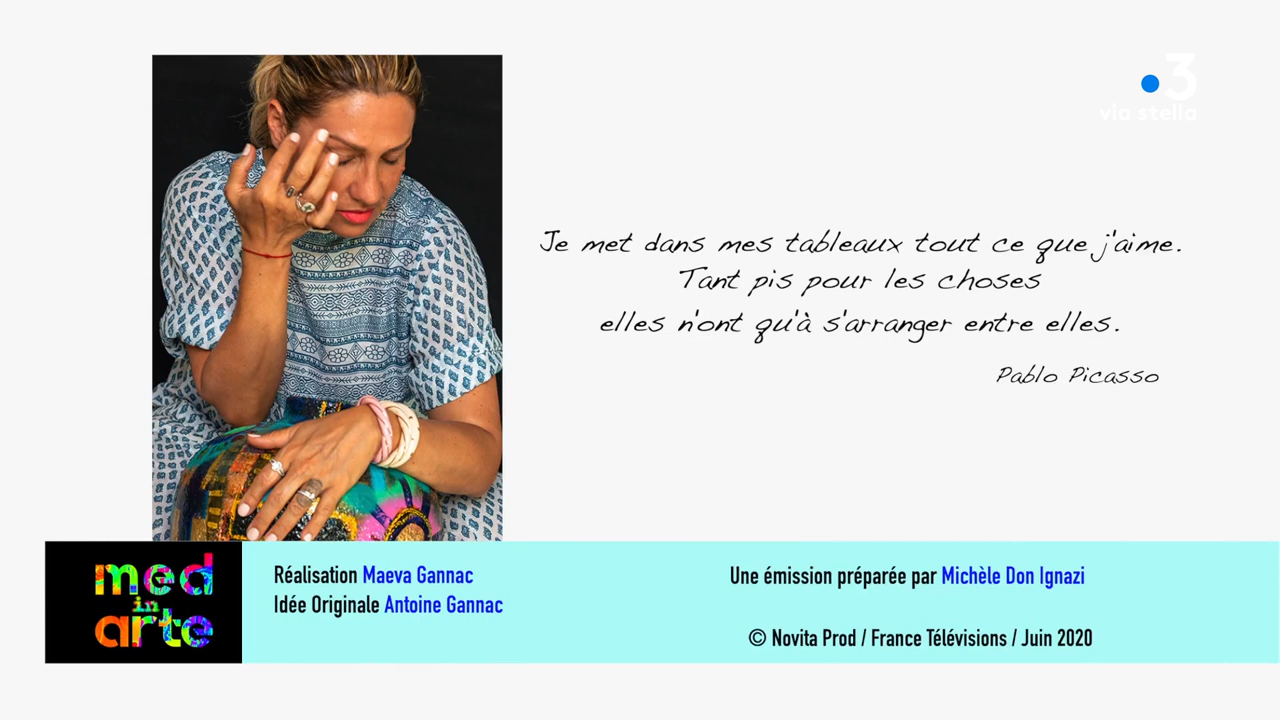 3
via stella
Je met dans mes tableaux tout ce que j'aime.
Tant pis pour les choses
elles n'ont qu'à s'arranger entre elles.
Pablo Picasso
med
in
arte
Réalisation Maeva Gannac
Idée Originale Antoine Gannac
Une émission préparée par Michèle Don Ignazi
© Novita Prod / France Télévisions / Juin 2020